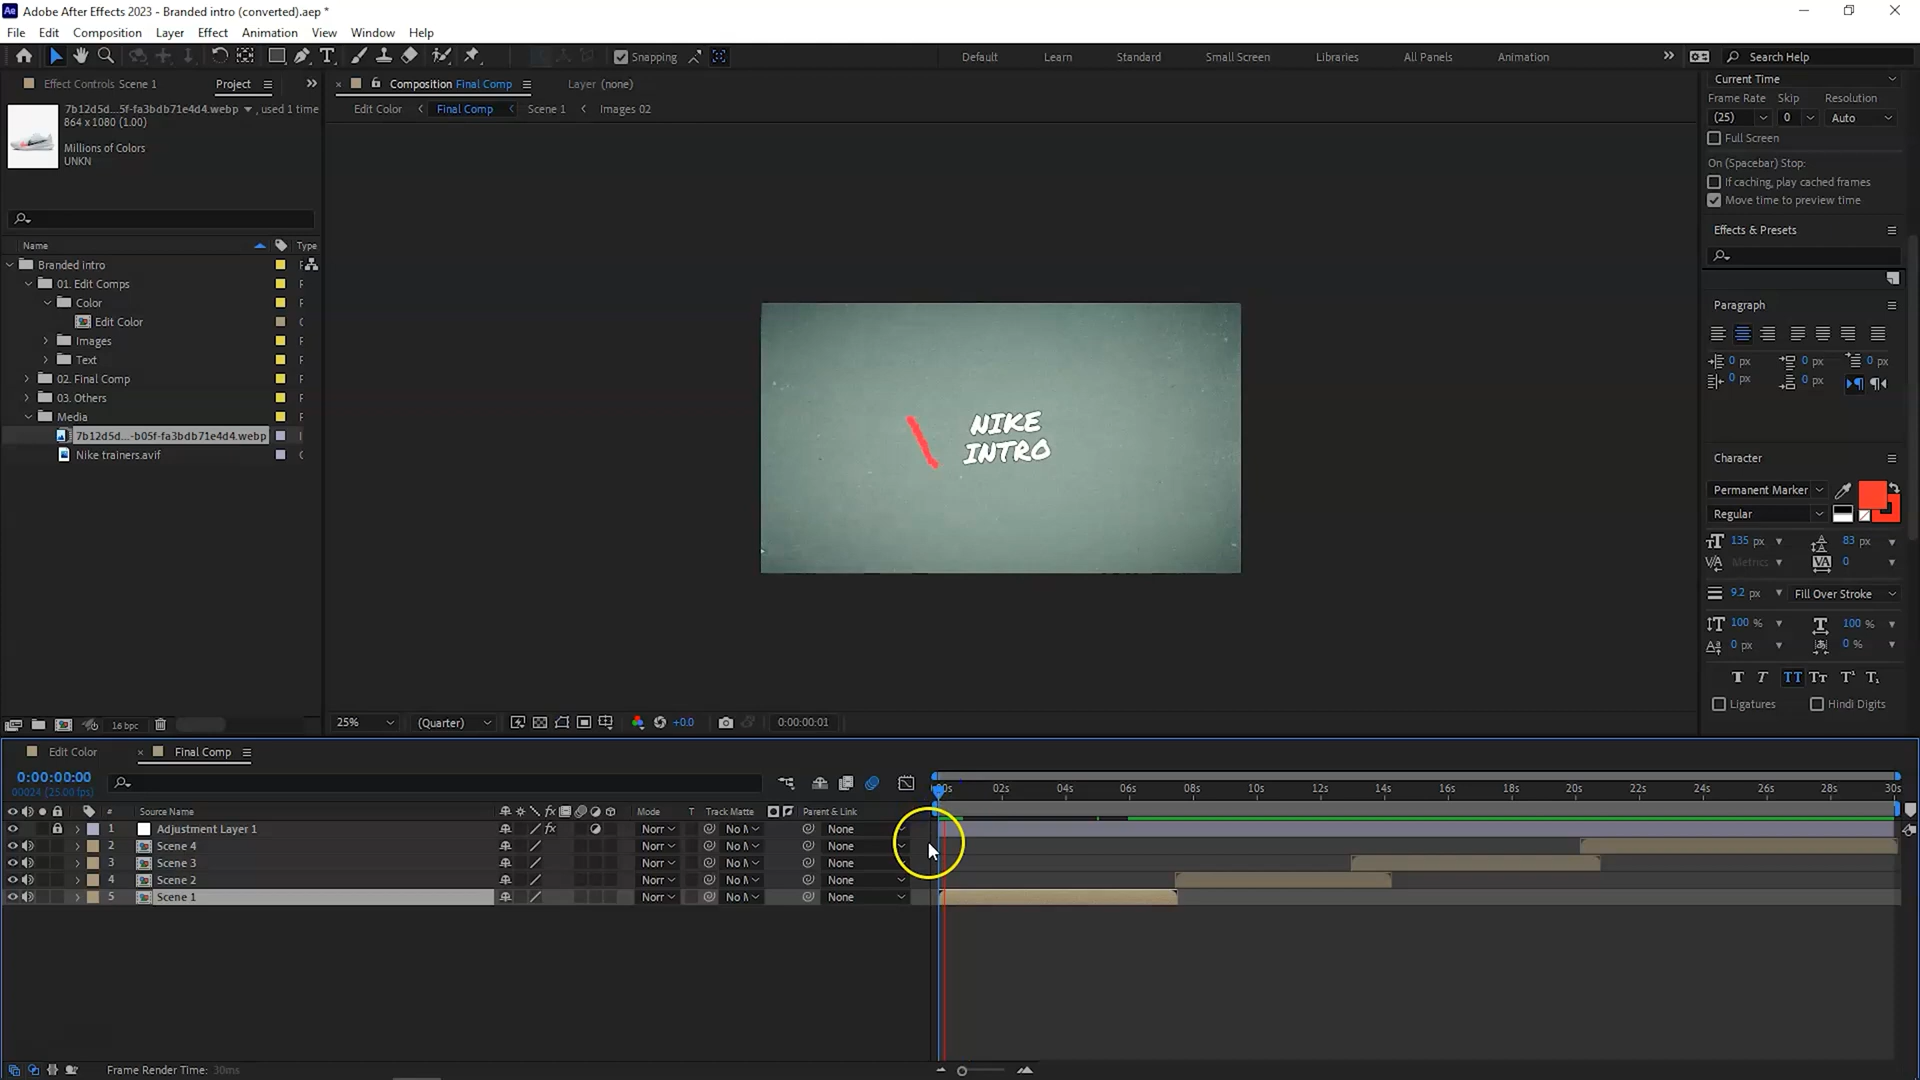 Adobe After Effects 2023 - Branded intro (converted).aep *
File Edit Composition Layer Effect Animation View Window Help
Snapping
Default Learn Standard Small Screen Libraries All Panels Animation
Search Help
Effect Controls Scene 1 Project
Composition Final Comp Layer (none)
Edit Color Final Comp Scene 1 Images 02
7b12d5d...5f-fa3bdb71e4d4.webp , used 1 time
864 x 1080 (1.00)
Millions of Colors
UNKN
Name Type
Branded intro
01. Edit Comps
Color
Edit Color
Images
Text
02. Final Comp
03. Others
Media
7b12d5d...-b05f-fa3bdb71e4d4.webp
Nike trainers.avif
16 bpc
NIKE
INTRO
25% (Quarter) +0.0 0:00:00:01
Current Time
Frame Rate Skip Resolution
(25) 0 Auto
Full Screen
On (Spacebar) Stop:
If caching, play cached frames
Move time to preview time
Effects & Presets
Paragraph
0 px 0 px 0 px
0 px 0 px
Character
Permanent Marker
Regular
135 px 83 px
Metrics 0
9.2 px Fill Over Stroke
100 % 100 %
0 px 0 %
T T TT Tт T¹ T₁
Ligatures Hindi Digits
Edit Color Final Comp
0:00:00:00
00024 (25.00 fps)
02s 04s 06s 08s 10s 12s 14s 16s 18s 20s 22s 24s 26s 28s 30s
# Source Name Mode T Track Matte Parent & Link
1 Adjustment Layer 1 Norr No M None
2 Scene 4 Norr No M None
3 Scene 3 Norr No M None
4 Scene 2 Norr No M None
5 Scene 1 Norr No M None
Frame Render Time: 30ms